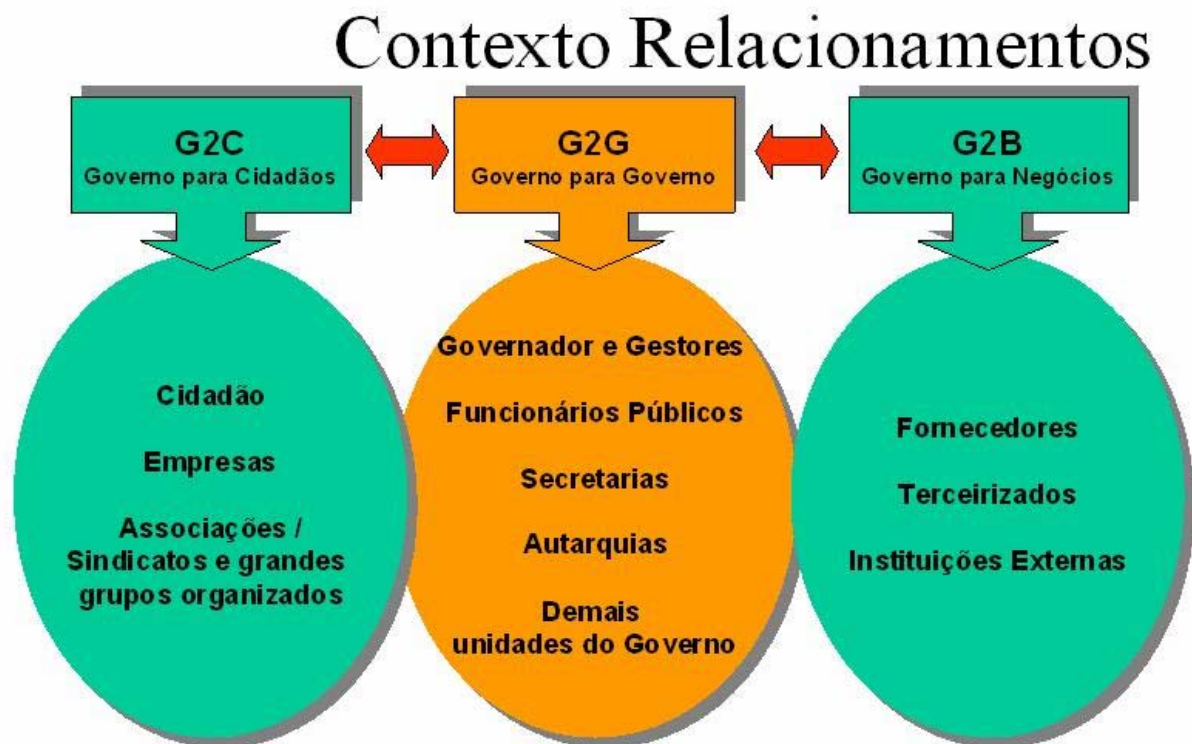 Contexto Relacionamentos
G2C
Governo para Cidadãos
G2G
Governo para Governo
G2B
Governo para Negócios
Cidadão
Empresas
Associações /
Sindicatos e grandes
grupos organizados
Governador e Gestores
Funcionários Públicos
Secretarias
Autarquias
Demais
unidades do Governo
Fornecedores
Terceirizados
Instituições Externas